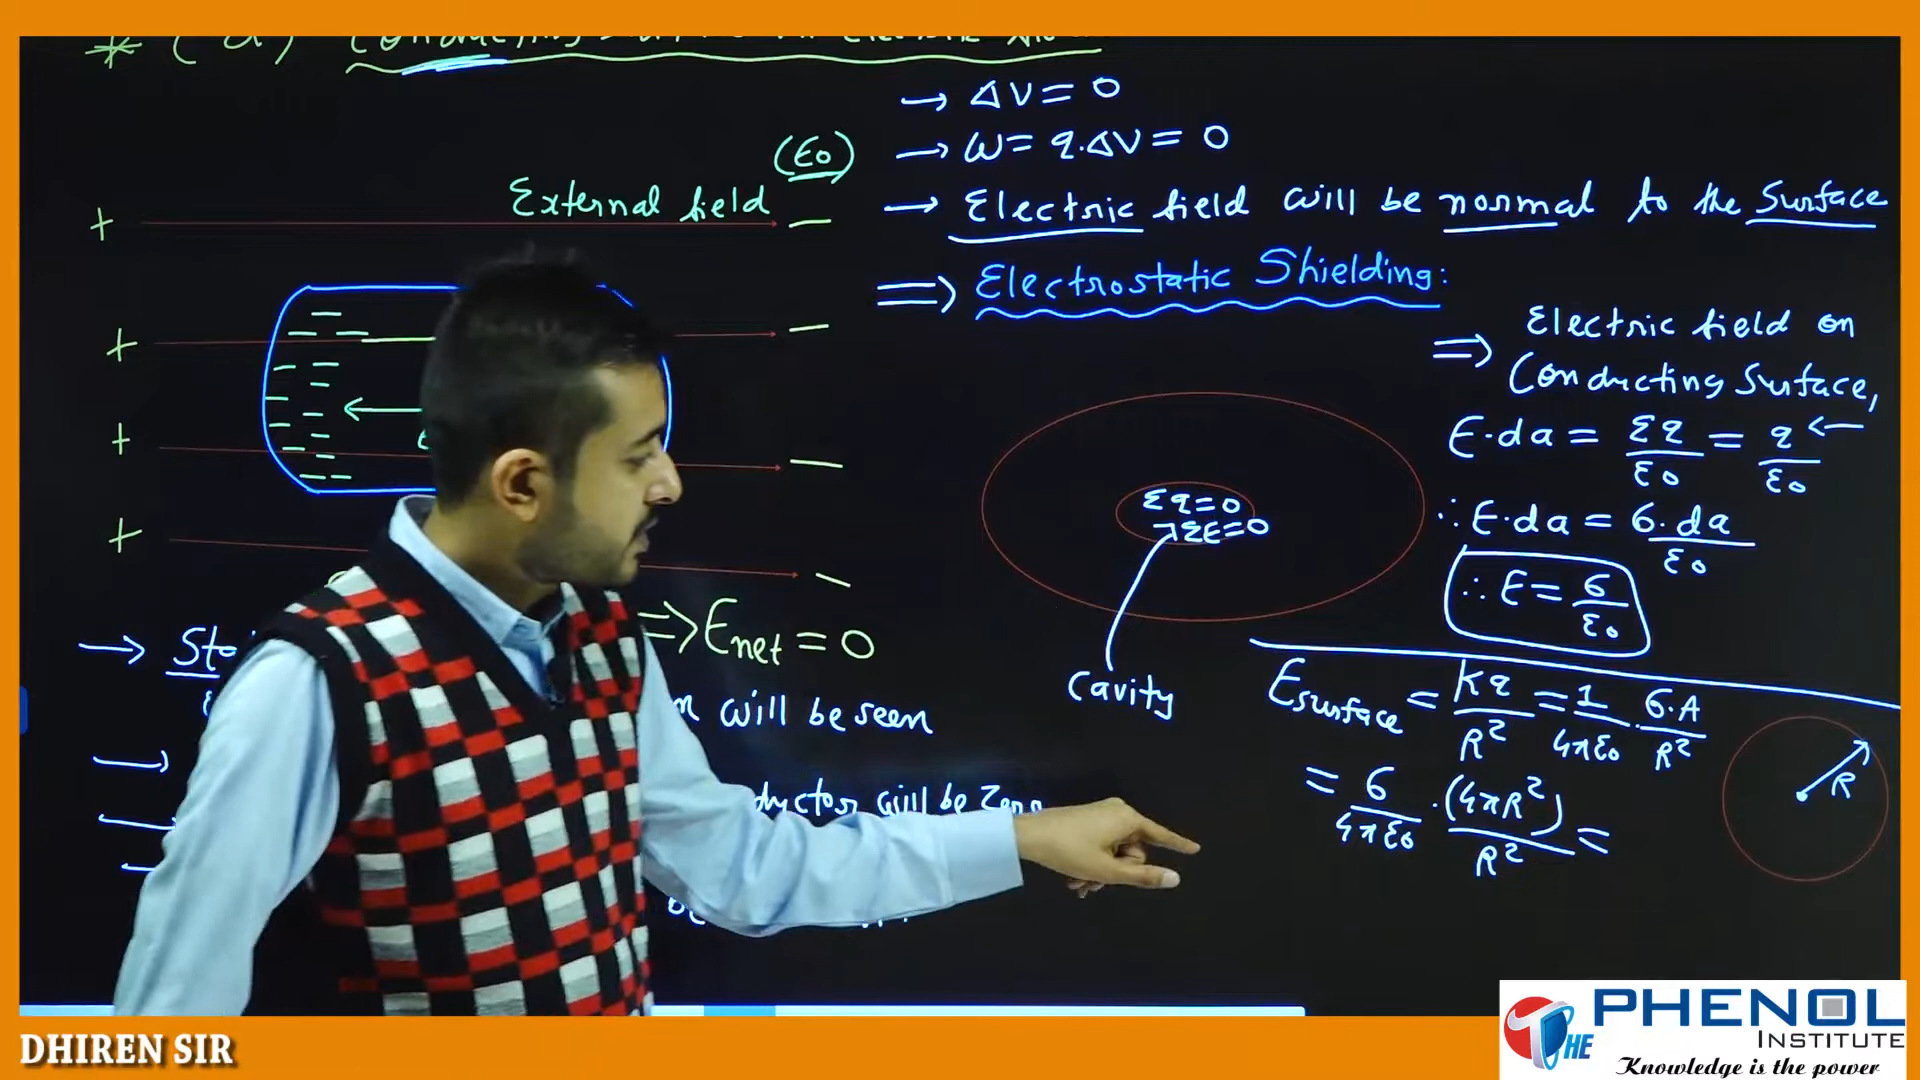 * (d) Conducting
→ ΔV = 0
→ W = q.ΔV = 0
→ Electric field will be normal to the Surface
(E0)
External field
+ −
+ −
+ −
+ −
⇒ Enet = 0
→
will be seen
→
will be Zero
⇒ Electrostatic Shielding:
Σq = 0
→ΣE = 0
Cavity
⇒ Electric field on
Conducting Surface,
E·da = Σq/ε0 = q/ε0 ←
∴ E·da = σ·da/ε0
∴ E = σ/ε0
Esurface = Kq/R² = 1/4πε0 · σ·A/R²
= σ/4πε0 · (4πR²)/R² =
R
DHIREN SIR
THE PHENOL
INSTITUTE
Knowledge is the power